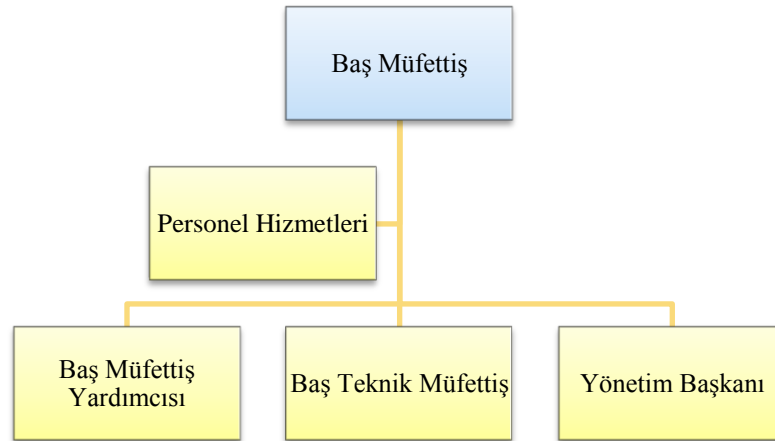 Baş Müfettiş
Personel Hizmetleri
Baş Müfettiş
Yardımcısı
Baş Teknik Müfettiş
Yönetim Başkanı